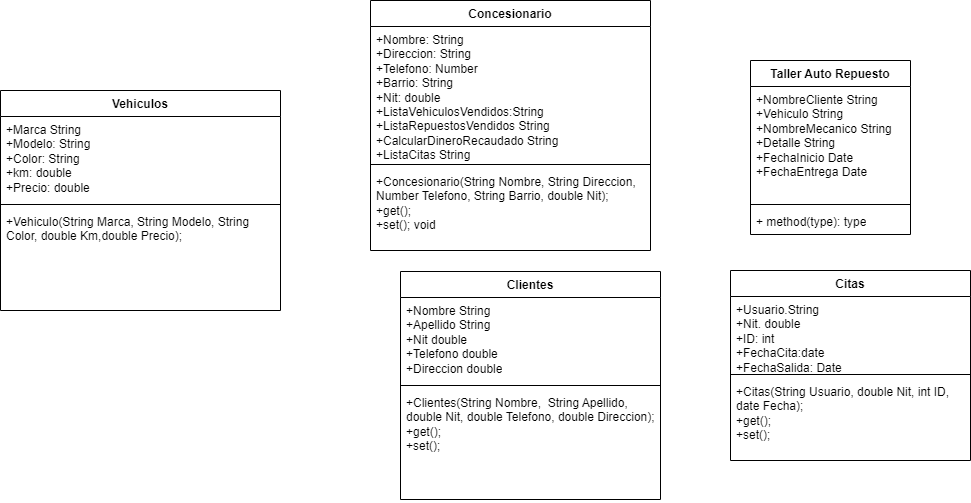 Concesionario
+Nombre: String
+Direccion: String
+Telefono: Number
+Barrio: String
+Nit: double
+ListaVehiculosVendidos:String
+ListaRepuestosVendidos String
+CalcularDineroRecaudado String
+ListaCitas String
+Concesionario(String Nombre, String Direccion,
Number Telefono, String Barrio, double Nit);
+get();
+set(); void
Taller Auto Repuesto
+NombreCliente String
+Vehiculo String
+NombreMecanico String
+Detalle String
+FechaInicio Date
+FechaEntrega Date
+ method(type): type
Vehiculos
+Marca String
+Modelo: String
+Color: String
+km: double
+Precio: double
+Vehiculo(String Marca, String Modelo, String
Color, double Km,double Precio);
Clientes
+Nombre String
+Apellido String
+Nit double
+Telefono double
+Direccion double
+Clientes(String Nombre,  String Apellido,
double Nit, double Telefono, double Direccion);
+get();
+set();
Citas
+Usuario.String
+Nit. double
+ID: int
+FechaCita:date
+FechaSalida: Date
+Citas(String Usuario, double Nit, int ID,
date Fecha);
+get();
+set();